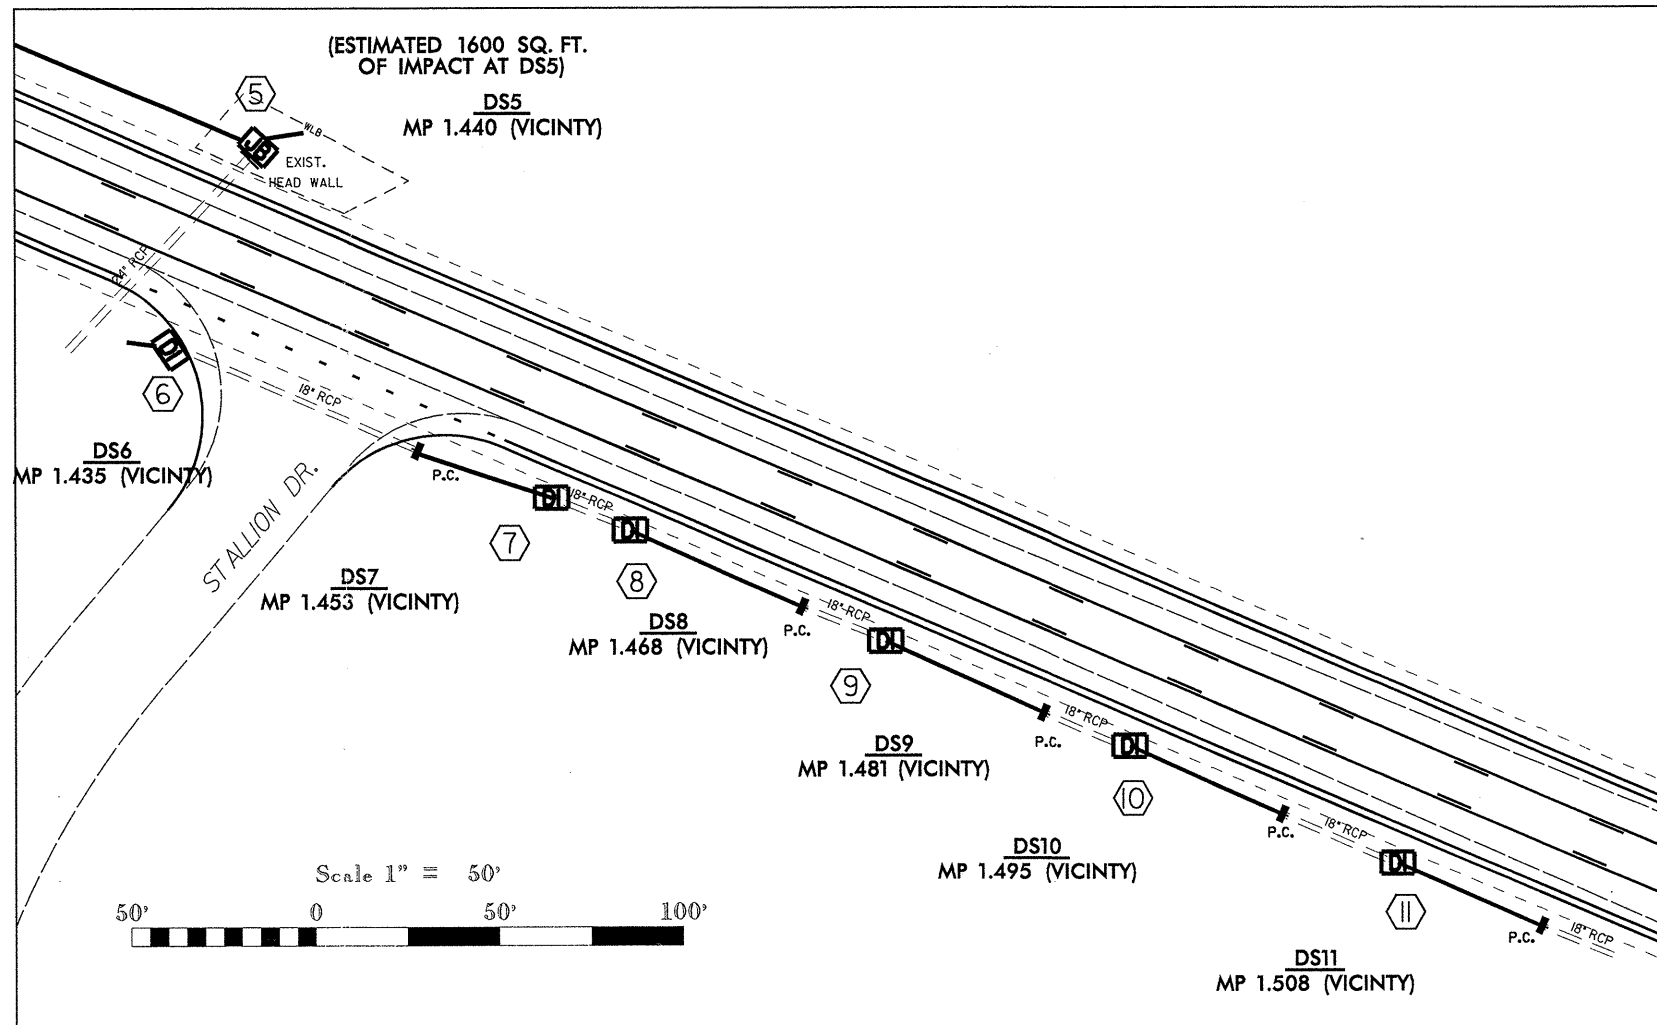 (ESTIMATED 1600 SQ. FT.
OF IMPACT AT DS5)
5
DS5
MP 1.440 (VICINTY)
WLB
JB
EXIST.
HEAD WALL
24" RCP
DI
6
18" RCP
DS6
MP 1.435 (VICINTY)
STALLION DR.
P.C.
DI
18" RCP
7
DI
8
DS7
MP 1.453 (VICINTY)
DS8
MP 1.468 (VICINTY)
P.C.
18" RCP
DI
9
DS9
MP 1.481 (VICINTY)
P.C.
18" RCP
DI
10
DS10
MP 1.495 (VICINTY)
P.C.
18" RCP
DI
11
DS11
MP 1.508 (VICINTY)
P.C.
18" RCP
Scale 1" = 50'
50' 0 50' 100'